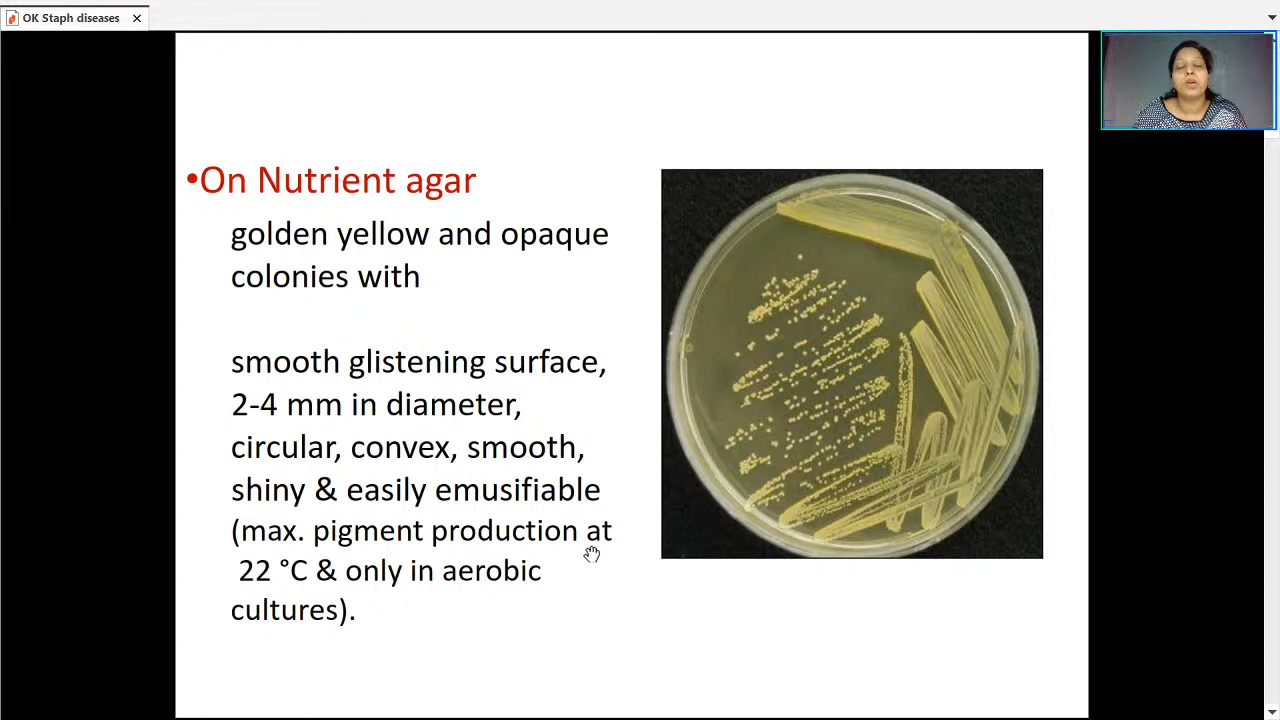 OK Staph diseases
•On Nutrient agar
golden yellow and opaque
colonies with
smooth glistening surface,
2-4 mm in diameter,
circular, convex, smooth,
shiny & easily emusifiable
(max. pigment production at
22 °C & only in aerobic
cultures).